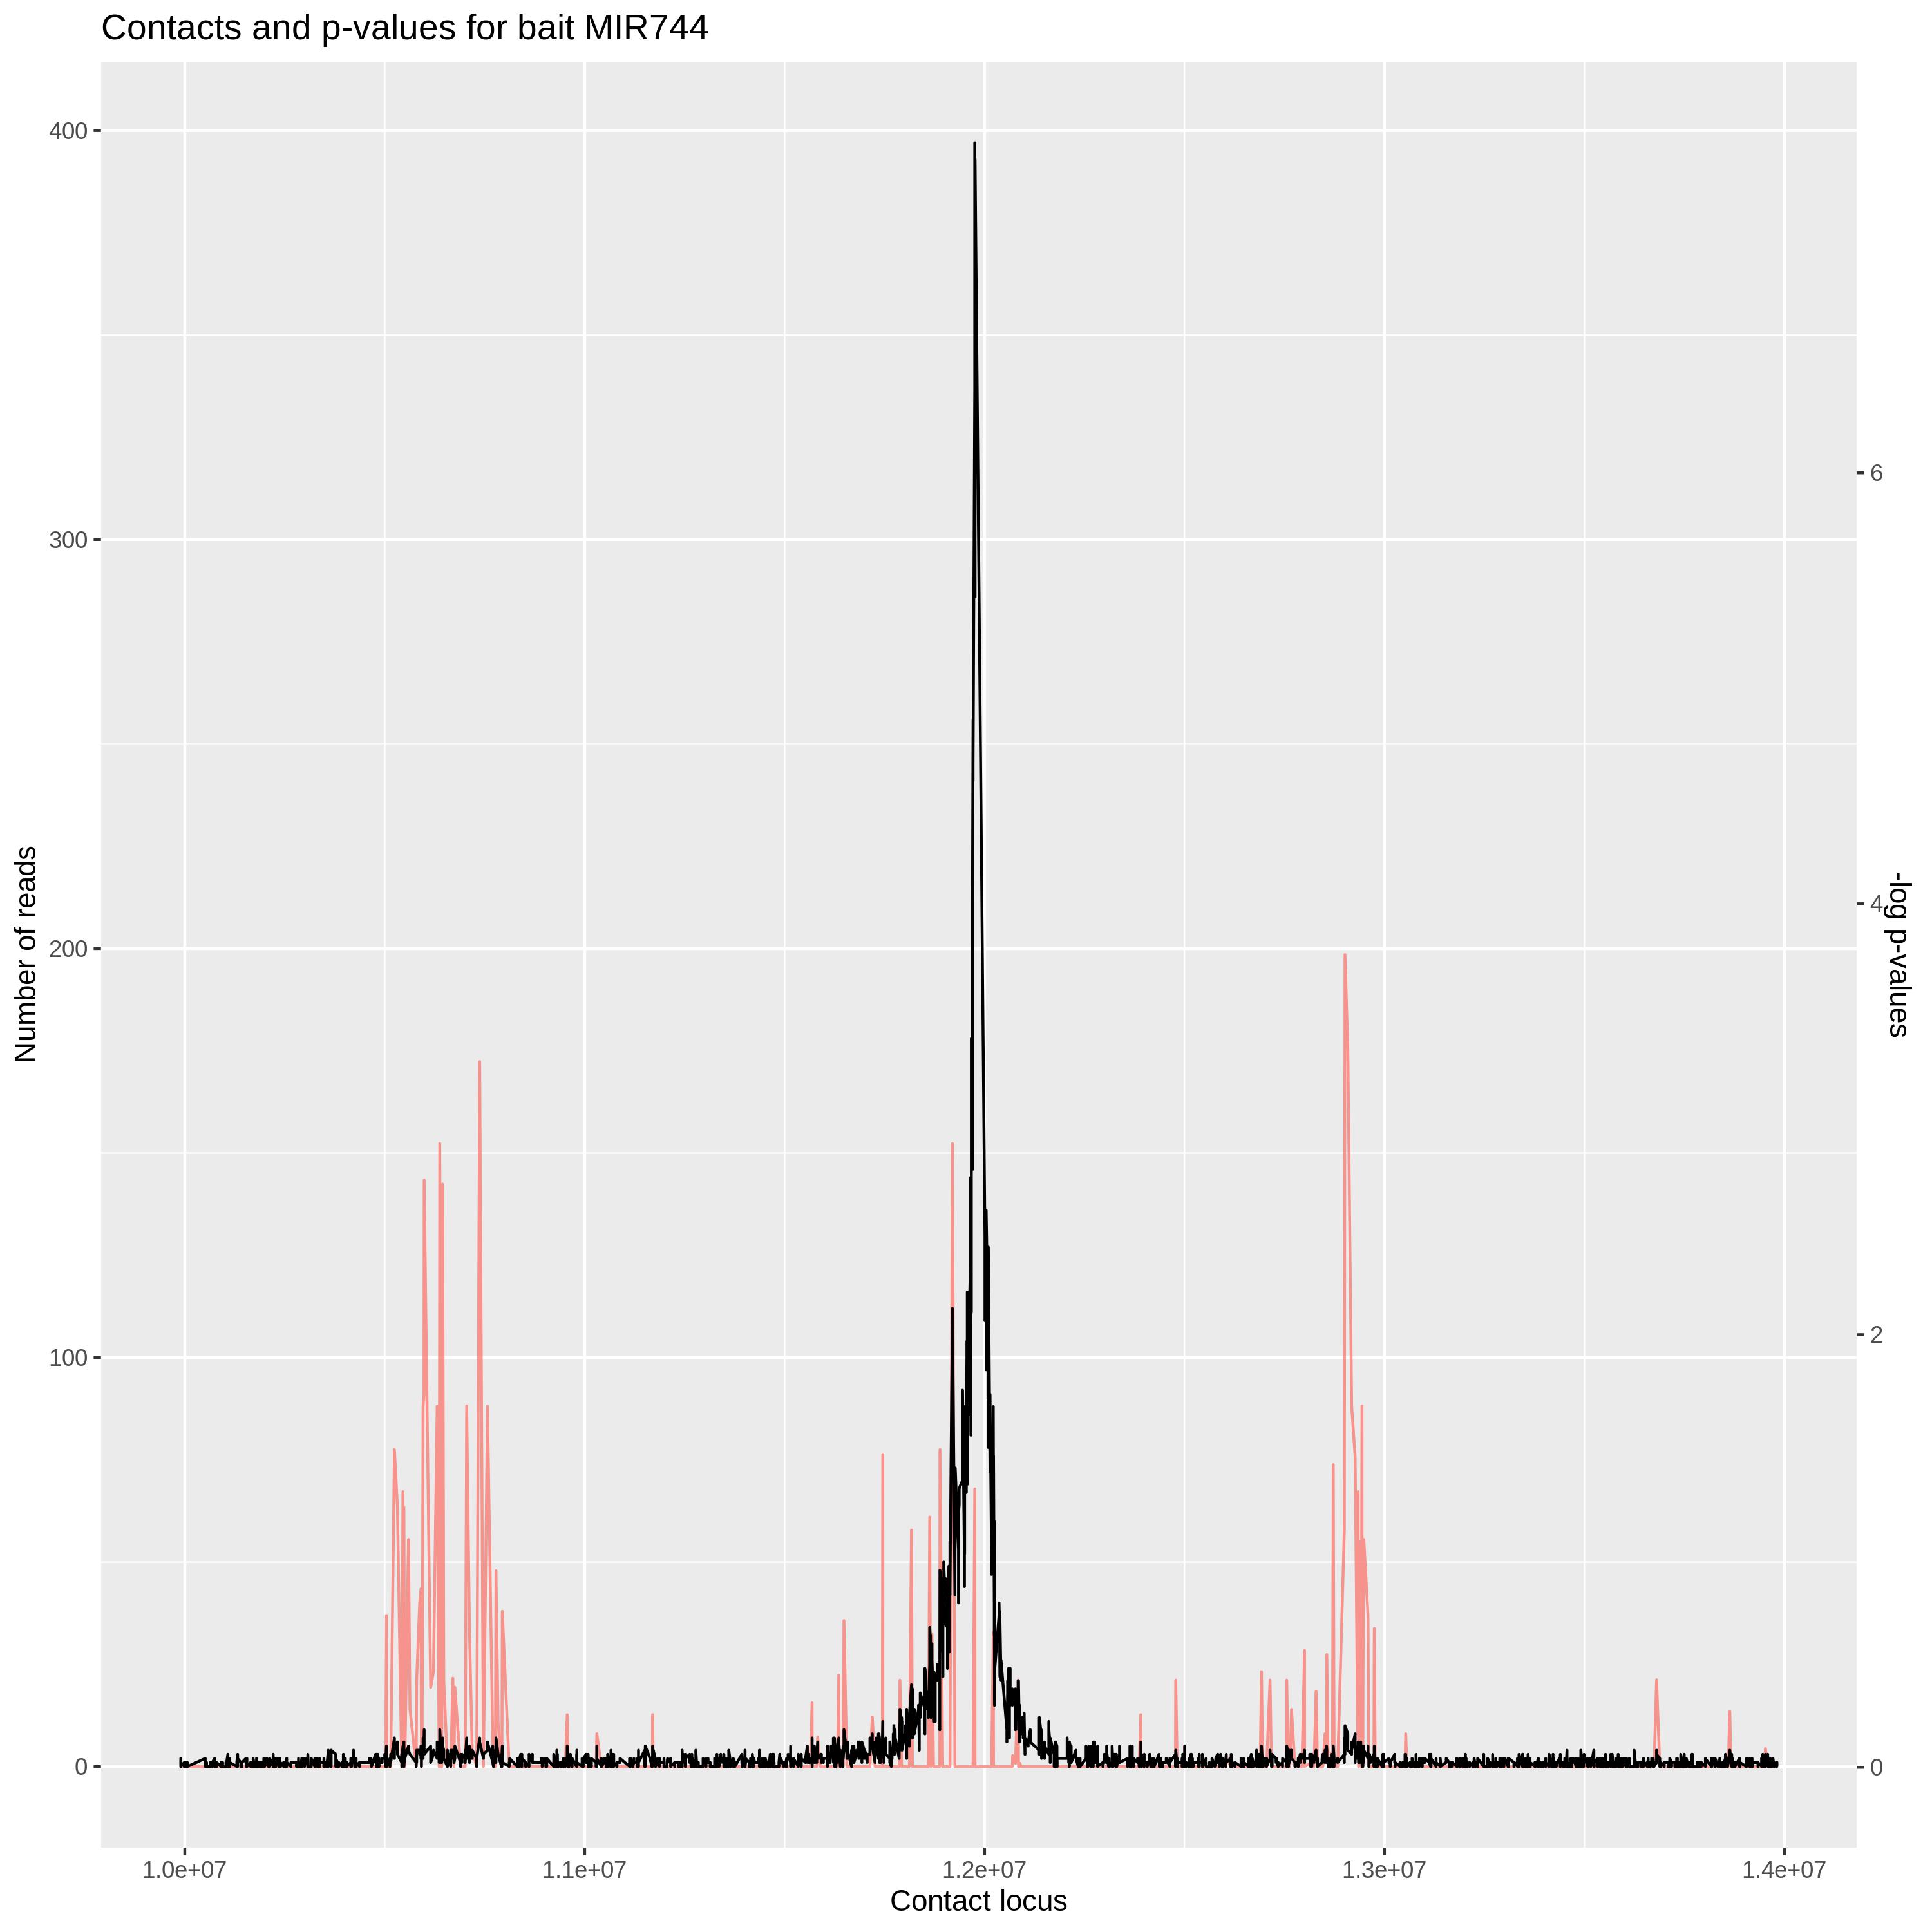 Contacts and p-values for bait MIR744
400
300
200
100
0
Number of reads
6
4
2
0
-log p-values
1.0e+07 1.1e+07 1.2e+07 1.3e+07 1.4e+07
Contact locus